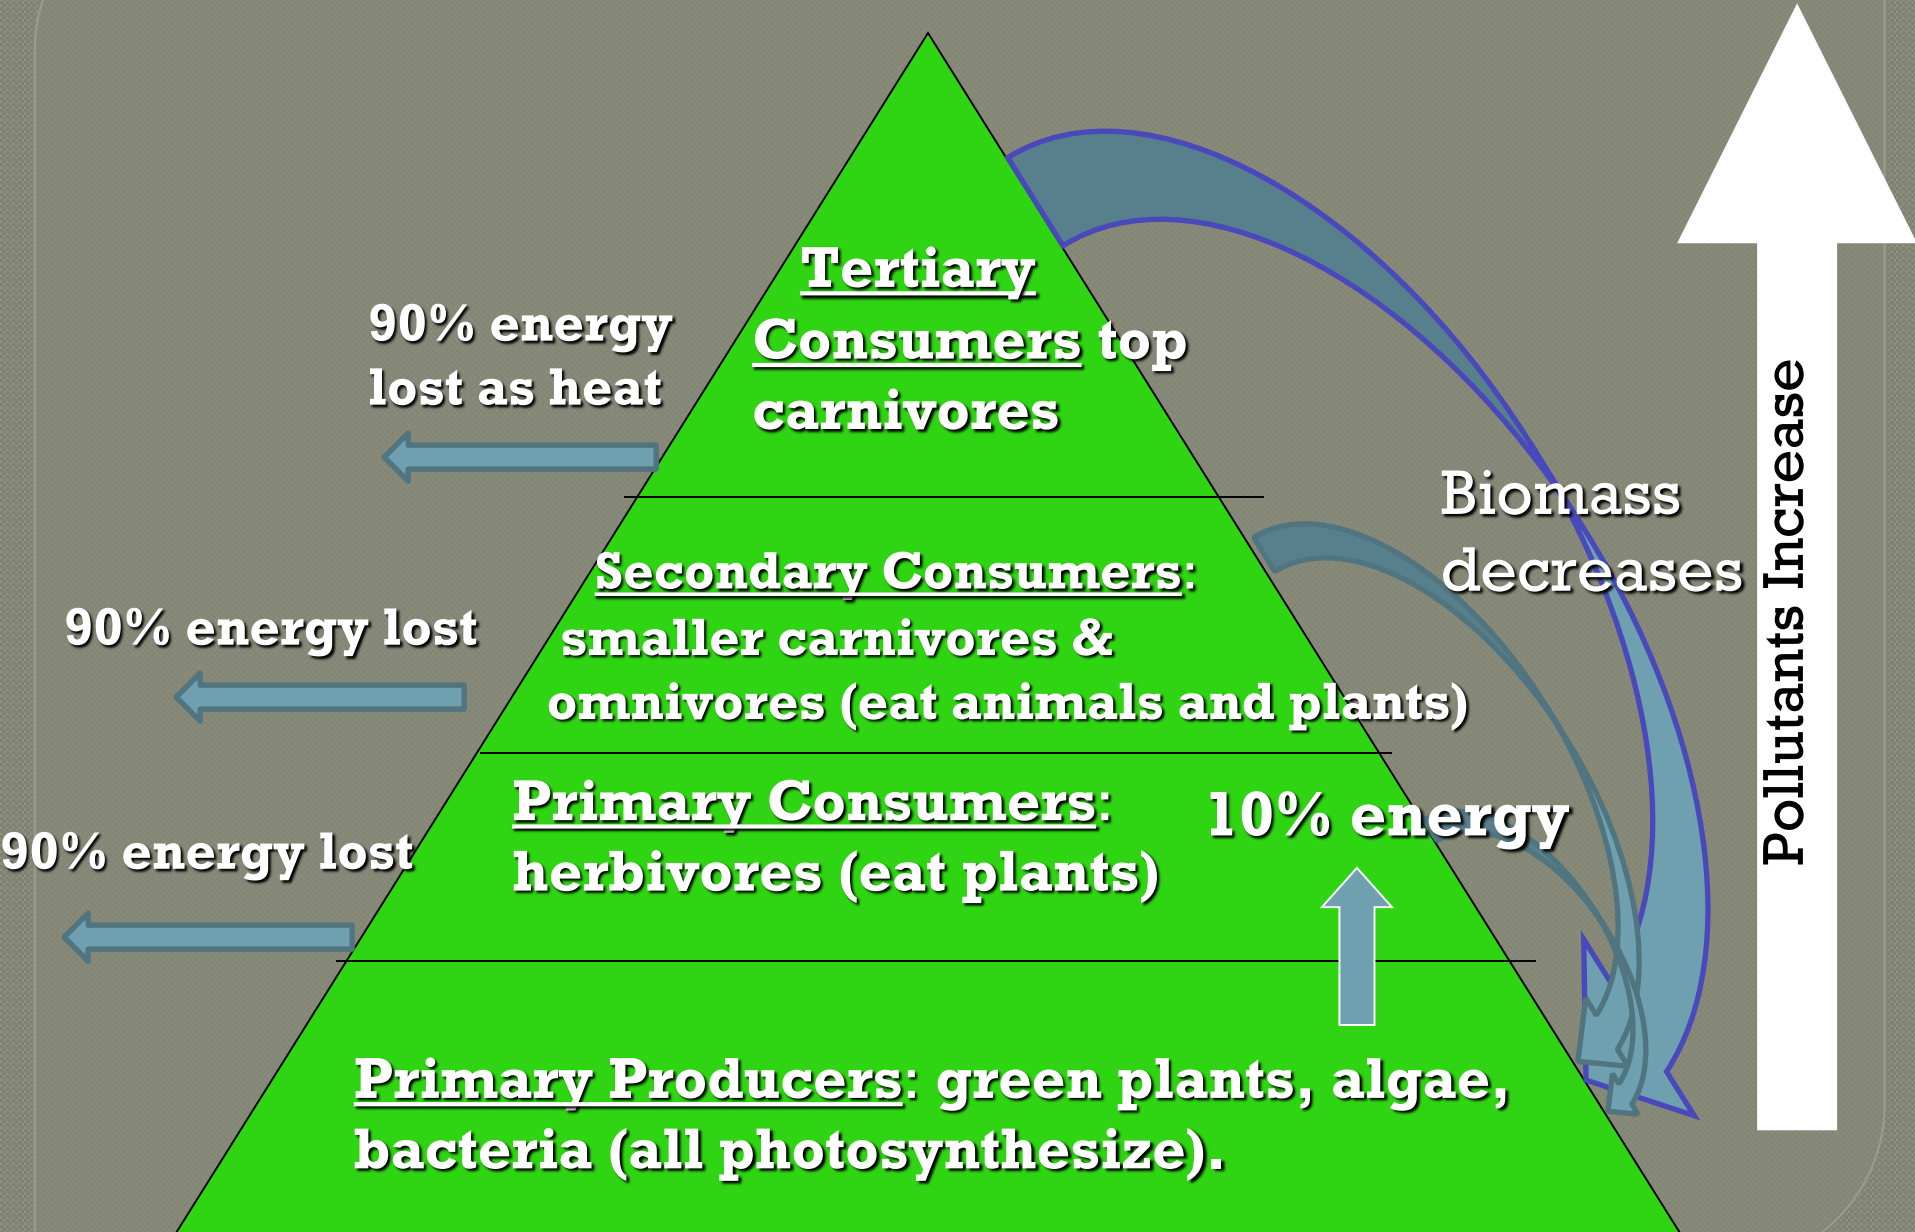 Tertiary
Consumers top
carnivores
90% energy
lost as heat
Biomass
decreases
Pollutants Increase
Secondary Consumers:
smaller carnivores &
omnivores (eat animals and plants)
90% energy lost
Primary Consumers:
herbivores (eat plants)
10% energy
90% energy lost
Primary Producers: green plants, algae,
bacteria (all photosynthesize).